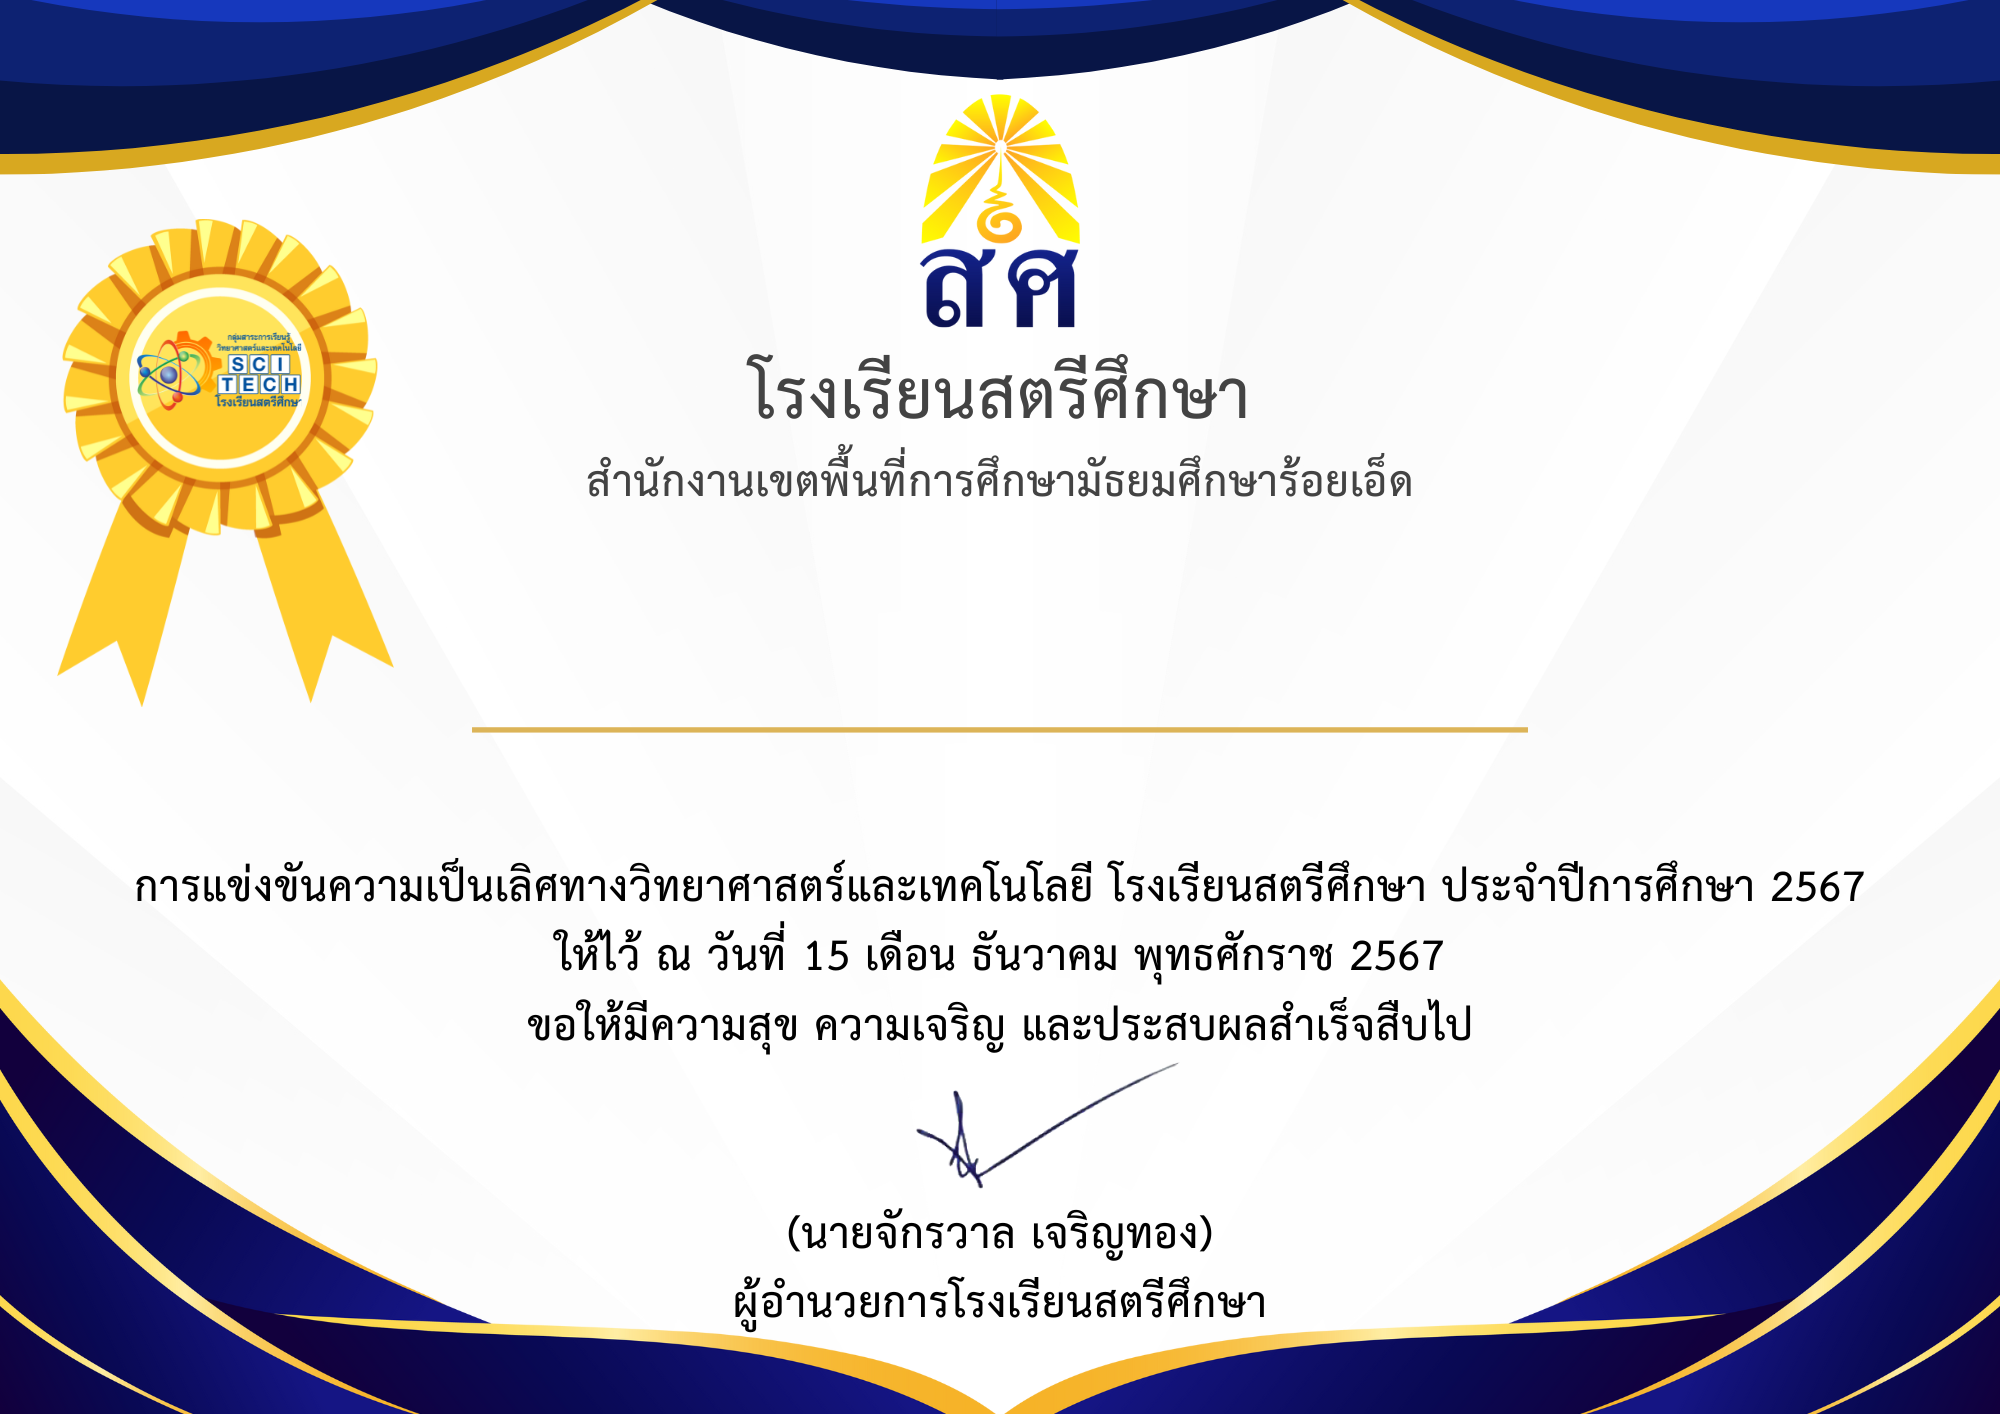 สศ
กลุ่มสาระการเรียนรู้
วิทยาศาสตร์และเทคโนโลยี
SCI
TECH
โรงเรียนสตรีศึกษา
โรงเรียนสตรีศึกษา
สำนักงานเขตพื้นที่การศึกษามัธยมศึกษาร้อยเอ็ด
การแข่งขันความเป็นเลิศทางวิทยาศาสตร์และเทคโนโลยี โรงเรียนสตรีศึกษา ประจำปีการศึกษา 2567
ให้ไว้ ณ วันที่ 15 เดือน ธันวาคม พุทธศักราช 2567
ขอให้มีความสุข ความเจริญ และประสบผลสำเร็จสืบไป
(นายจักรวาล เจริญทอง)
ผู้อำนวยการโรงเรียนสตรีศึกษา